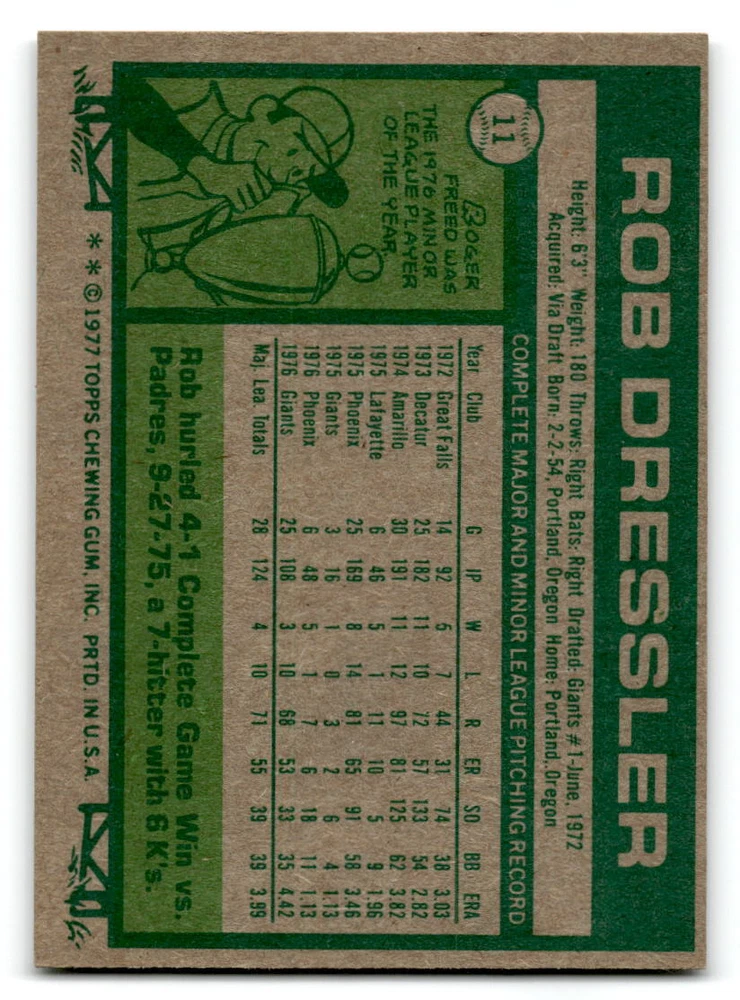 11
ROB DRESSLER
Height: 6'3" Weight: 180 Throws: Right Bats: Right Drafted: Giants #1-June, 1972
Acquired: Via Draft Born: 2-2-54, Portland, Oregon Home: Portland, Oregon
COMPLETE MAJOR AND MINOR LEAGUE PITCHING RECORD
Year Club G IP W L R ER SO BB ERA
1972 Great Falls 14 92 6 7 44 31 74 38 3.03
1973 Decatur 25 182 11 10 72 57 133 54 2.82
1974 Amarillo 30 191 11 12 97 81 125 62 3.82
1975 Lafayette 6 46 5 1 11 10 5 9 1.96
1975 Phoenix 25 169 8 14 81 65 91 58 3.46
1975 Giants 3 16 1 0 3 2 6 4 1.13
1976 Phoenix 6 48 5 1 7 6 18 11 1.13
1976 Giants 25 108 3 10 68 53 33 35 4.42
Maj. Lea. Totals 28 124 4 10 71 55 39 39 3.99
ROGER
FREED WAS
THE 1976 MINOR
LEAGUE PLAYER
OF THE YEAR
Rob hurled 4-1 Complete Game Win vs.
Padres, 9-27-75, a 7-hitter with 6 K's.
* * © 1977 TOPPS CHEWING GUM, INC. PRTD. IN U.S.A.